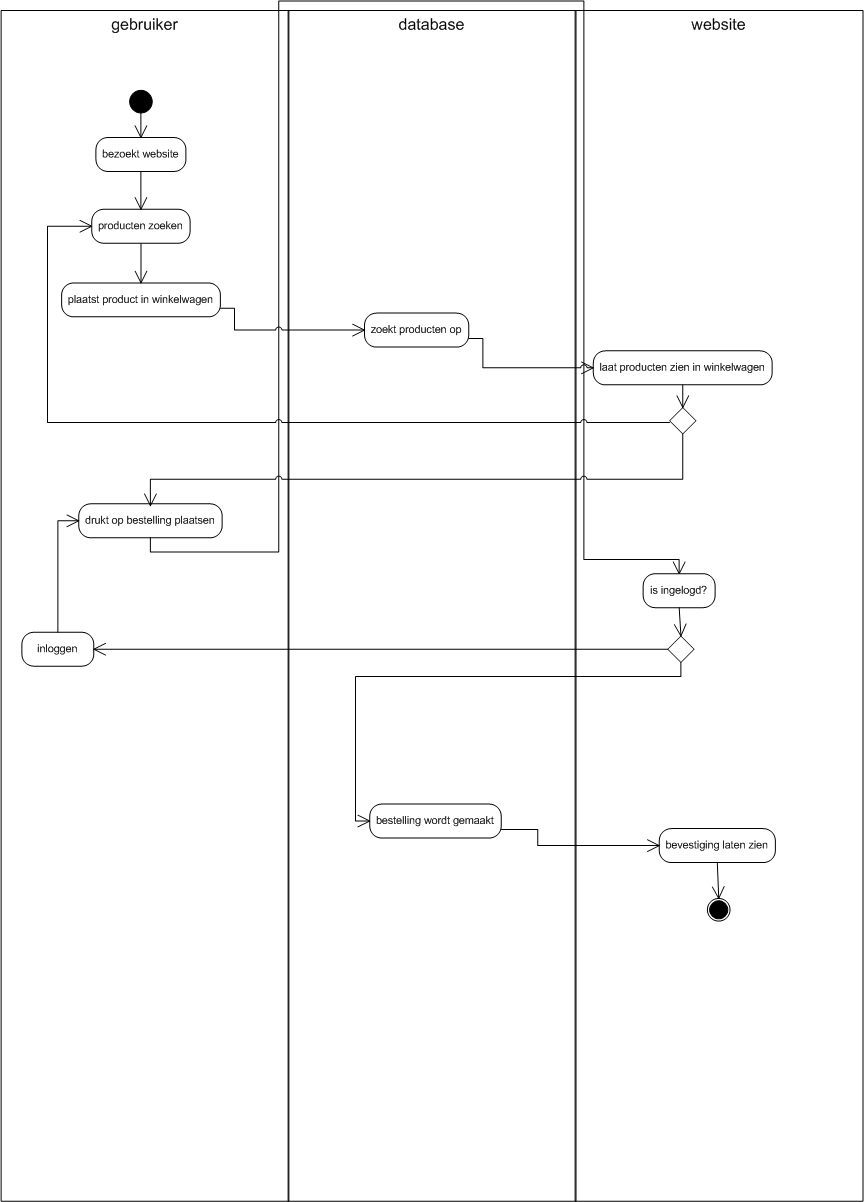 gebruiker
database
website
bezoekt website
producten zoeken
plaatst product in winkelwagen
zoekt producten op
laat producten zien in winkelwagen
drukt op bestelling plaatsen
is ingelogd?
inloggen
bestelling wordt gemaakt
bevestiging laten zien